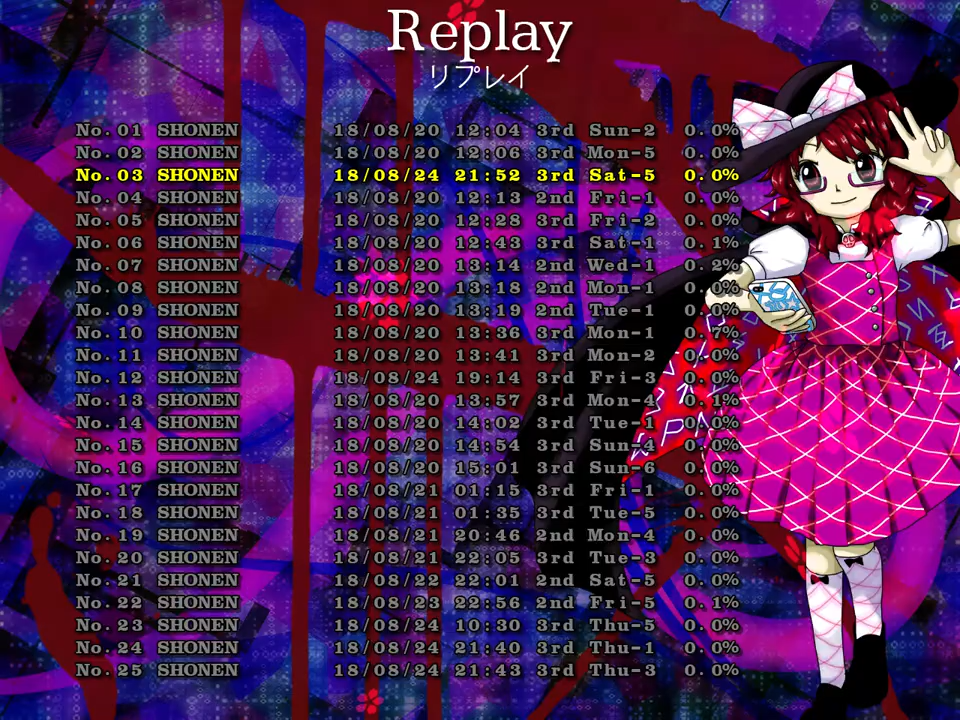 Replay
リプレイ
No.01 SHONEN 18/08/20 12:04 3rd Sun-2 0.0%
No.02 SHONEN 18/08/20 12:06 3rd Mon-5 0.0%
No.03 SHONEN 18/08/24 21:52 3rd Sat-5 0.0%
No.04 SHONEN 18/08/20 12:13 2nd Fri-1 0.0%
No.05 SHONEN 18/08/20 12:28 3rd Fri-2 0.0%
No.06 SHONEN 18/08/20 12:43 3rd Sat-1 0.1%
No.07 SHONEN 18/08/20 13:14 2nd Wed-1 0.2%
No.08 SHONEN 18/08/20 13:18 2nd Mon-1 0.0%
No.09 SHONEN 18/08/20 13:19 2nd Tue-1 0.0%
No.10 SHONEN 18/08/20 13:36 3rd Mon-1 0.7%
No.11 SHONEN 18/08/20 13:41 3rd Mon-2 0.0%
No.12 SHONEN 18/08/24 19:14 3rd Fri-3 0.0%
No.13 SHONEN 18/08/20 13:57 3rd Mon-4 0.1%
No.14 SHONEN 18/08/20 14:02 3rd Tue-1 0.0%
No.15 SHONEN 18/08/20 14:54 3rd Sun-4 0.0%
No.16 SHONEN 18/08/20 15:01 3rd Sun-6 0.0%
No.17 SHONEN 18/08/21 01:15 3rd Fri-1 0.0%
No.18 SHONEN 18/08/21 01:35 3rd Tue-5 0.0%
No.19 SHONEN 18/08/21 20:46 2nd Mon-4 0.0%
No.20 SHONEN 18/08/21 22:05 3rd Tue-3 0.0%
No.21 SHONEN 18/08/22 22:01 2nd Sat-5 0.0%
No.22 SHONEN 18/08/23 22:56 2nd Fri-5 0.1%
No.23 SHONEN 18/08/24 10:30 3rd Thu-5 0.0%
No.24 SHONEN 18/08/24 21:40 3rd Thu-1 0.0%
No.25 SHONEN 18/08/24 21:43 3rd Thu-3 0.0%